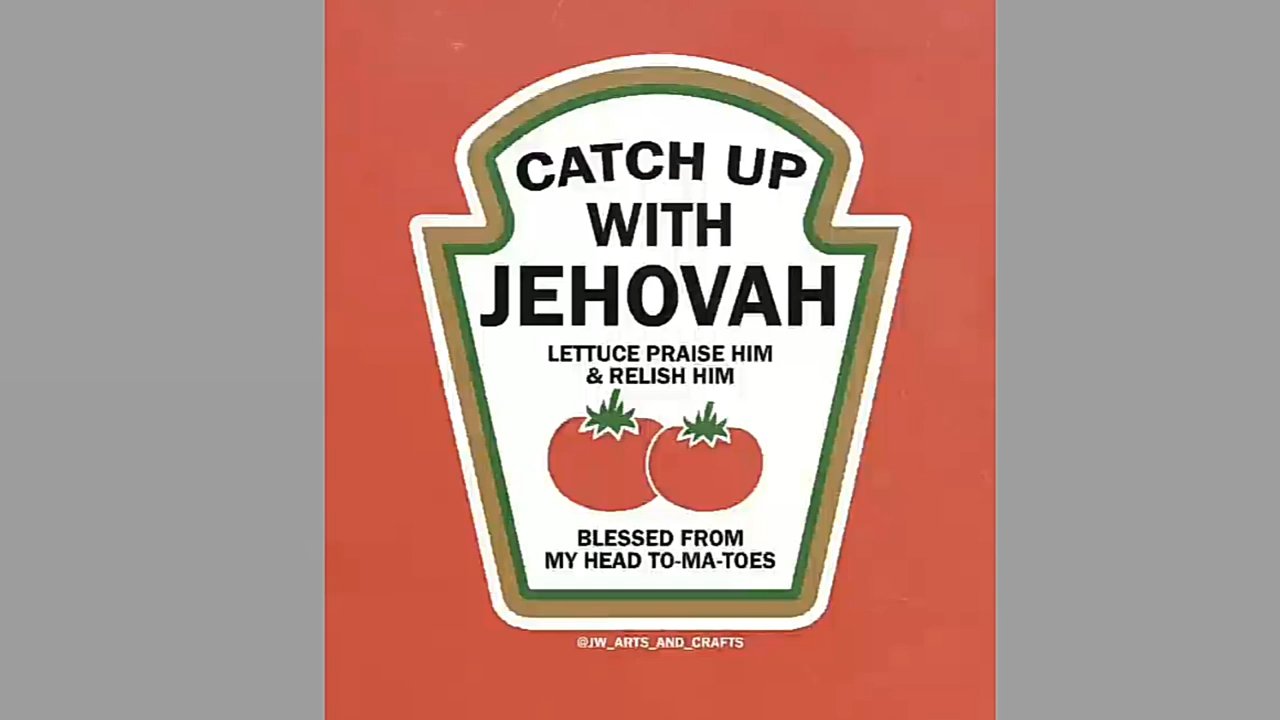 CATCH UP
WITH
JEHOVAH
LETTUCE PRAISE HIM
& RELISH HIM
BLESSED FROM
MY HEAD TO-MA-TOES
@JW_ARTS_AND_CRAFTS